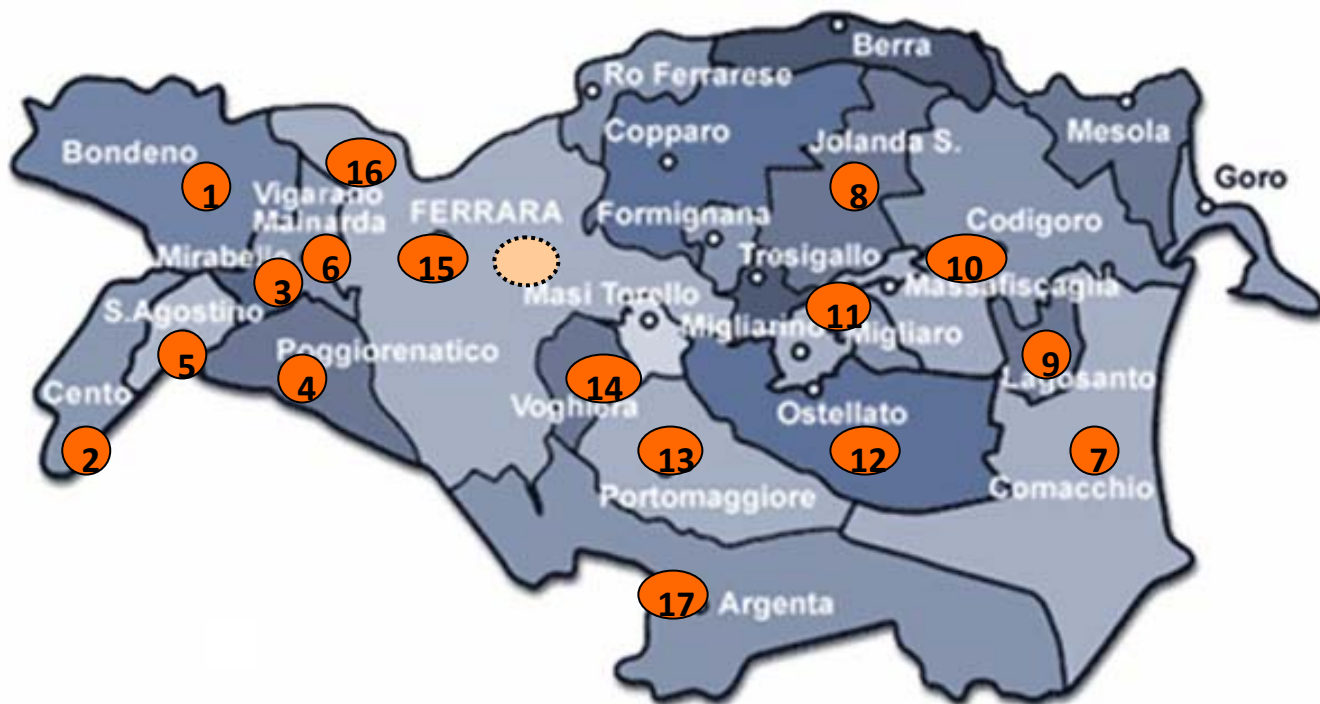 Berra
Ro Ferrarese
Copparo
Jolanda S.
Mesola
Bondeno
16
Goro
1
Vigarano
Mainarda
8
FERRARA
Formignana
Codigoro
Mirabello
6
15
Tresigallo
10
3
Masi Torello
Massafiscaglia
S.Agostino
11
Migliarino
Migliaro
5
Poggiorenatico
9
4
14
Lagosanto
Cento
Voghiera
Ostellato
2
13
12
7
Portomaggiore
Comacchio
17
Argenta